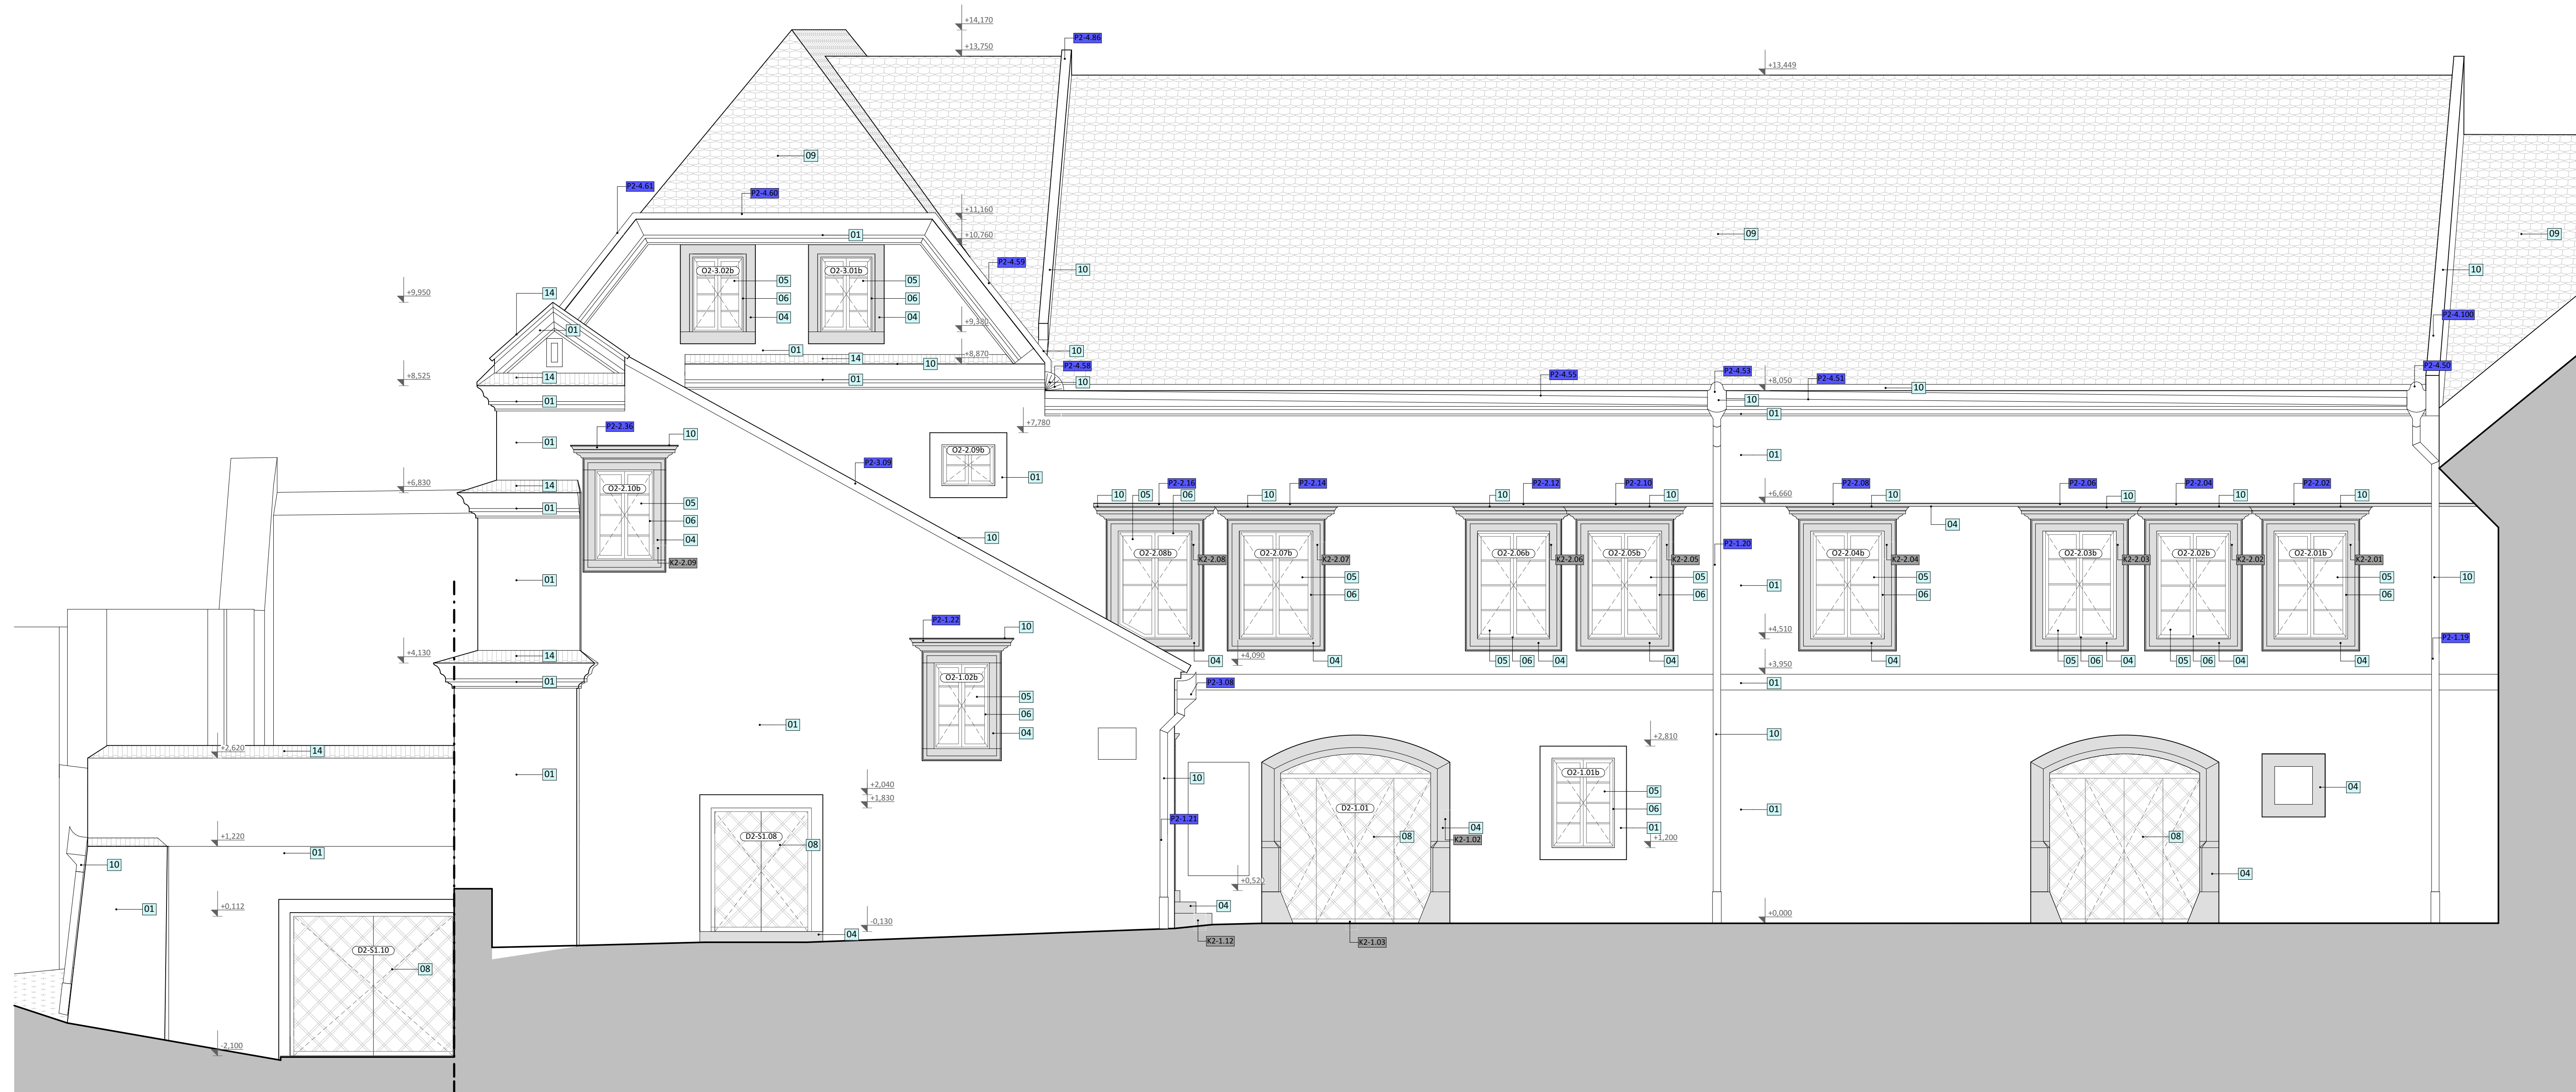 +14,170
P2-4.86
+13,750
+13,449
09
P2-4.61
P2-4.60
+11,160
01
+10,760
09
09
P2-4.59
10
10
O2-3.02b
O2-3.01b
05
05
14
+9,950
06
06
04
04
P2-4.100
01
+9,380
01
10
14
+8,870
10
P2-4.58
P2-4.53
P2-4.50
+8,525
14
01
10
P2-4.55
P2-4.51
+8,050
10
01
10
01
P2-2.36
+7,780
10
01
O2-2.09b
01
P2-3.09
01
+6,830
14
O2-2.10b
P2-2.16
P2-2.14
P2-2.12
P2-2.10
P2-2.08
P2-2.06
P2-2.04
P2-2.02
05
10
05
06
10
10
10
+6,660
10
10
10
10
01
06
04
04
10
P2-1.20
O2-2.08b
O2-2.07b
O2-2.06b
O2-2.05b
O2-2.04b
O2-2.03b
O2-2.02b
O2-2.01b
K2-2.09
K2-2.08
K2-2.07
K2-2.06
K2-2.05
K2-2.04
K2-2.03
K2-2.02
K2-2.01
01
05
05
05
05
10
01
06
06
06
06
P2-1.22
10
+4,510
+4,130
14
+4,090
04
04
05
06
04
04
04
05
06
04
05
06
04
04
P2-1.19
+3,950
O2-1.02b
01
P2-3.08
01
05
06
01
04
10
+2,810
+2,620
14
01
10
O2-1.01b
+2,040
05
04
+1,830
06
01
D2-1.01
P2-1.21
04
01
D2-S1.08
08
08
08
+1,220
K2-1.02
+1,200
01
10
04
+0,520
01
+0,112
04
-0,130
+0,000
04
K2-1.12
K2-1.03
D2-S1.10
08
-2,100